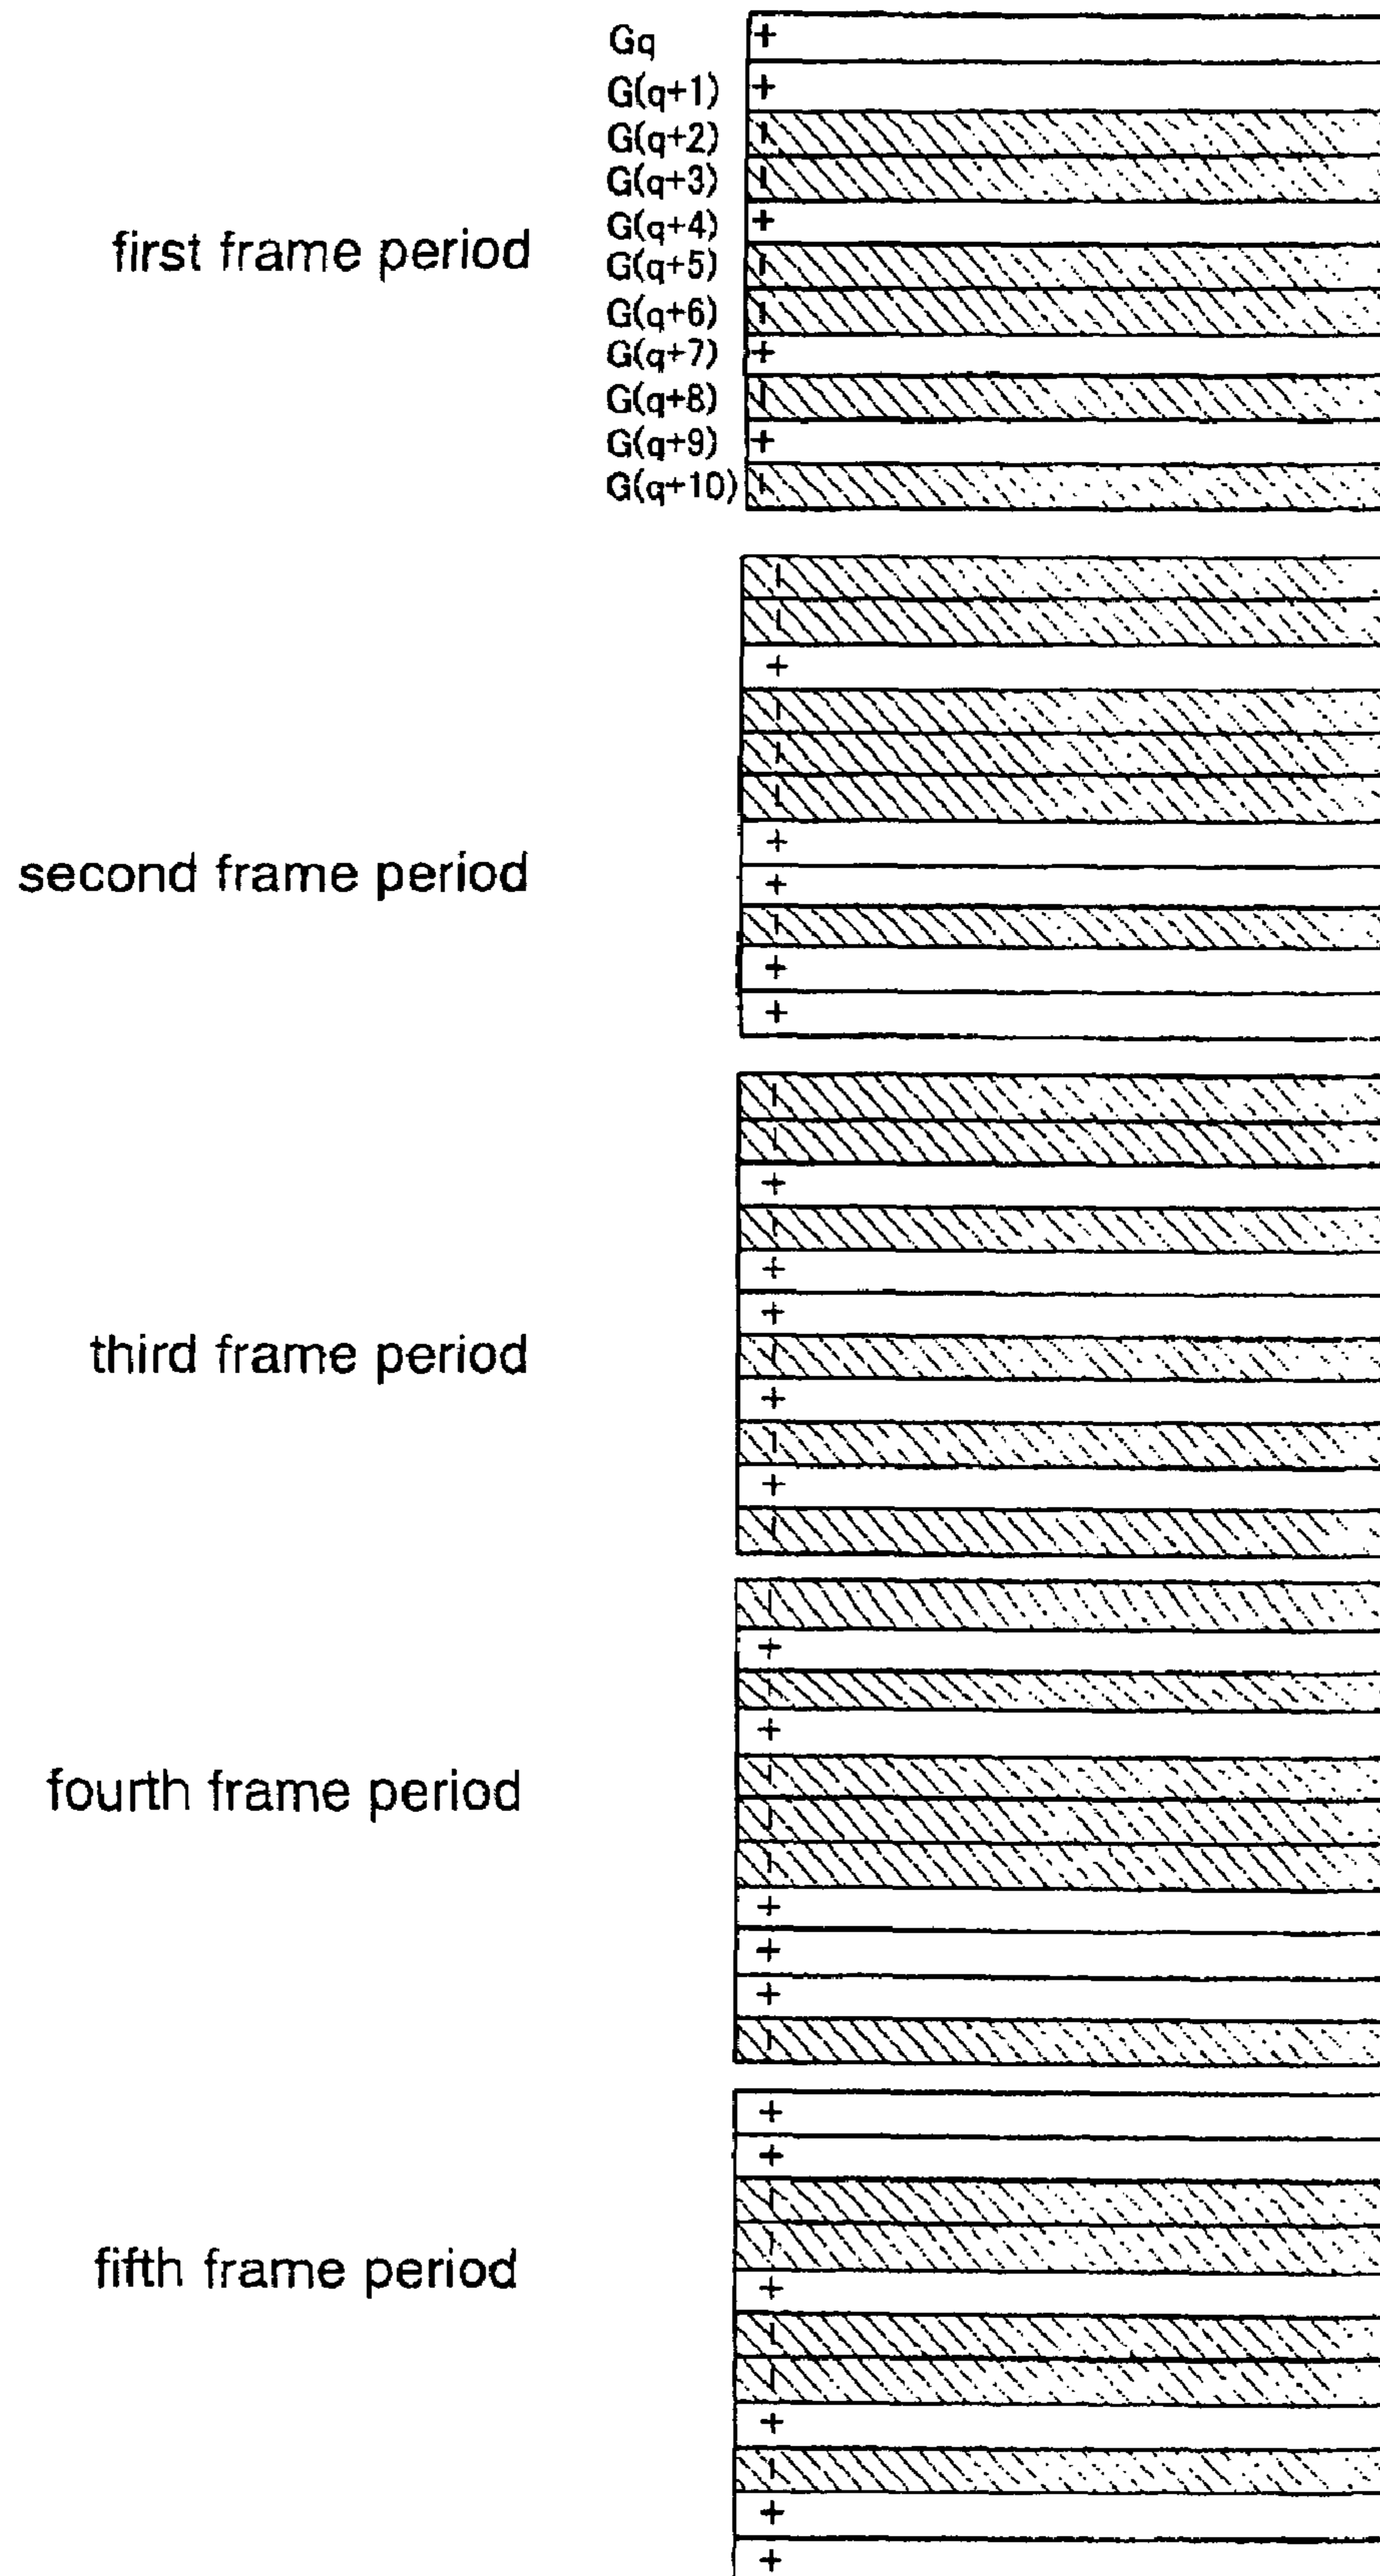 Gq +
G(q+1) +
G(q+2) -
G(q+3) -
G(q+4) +
first frame period
G(q+5) -
G(q+6) -
G(q+7) +
G(q+8) -
G(q+9) +
G(q+10) -
-
-
+
-
-
-
+
second frame period
+
-
+
+
-
-
+
-
+
+
third frame period
-
+
-
+
-
-
+
-
+
fourth frame period
-
-
-
+
+
+
-
+
+
-
-
fifth frame period
+
-
-
+
-
+
+